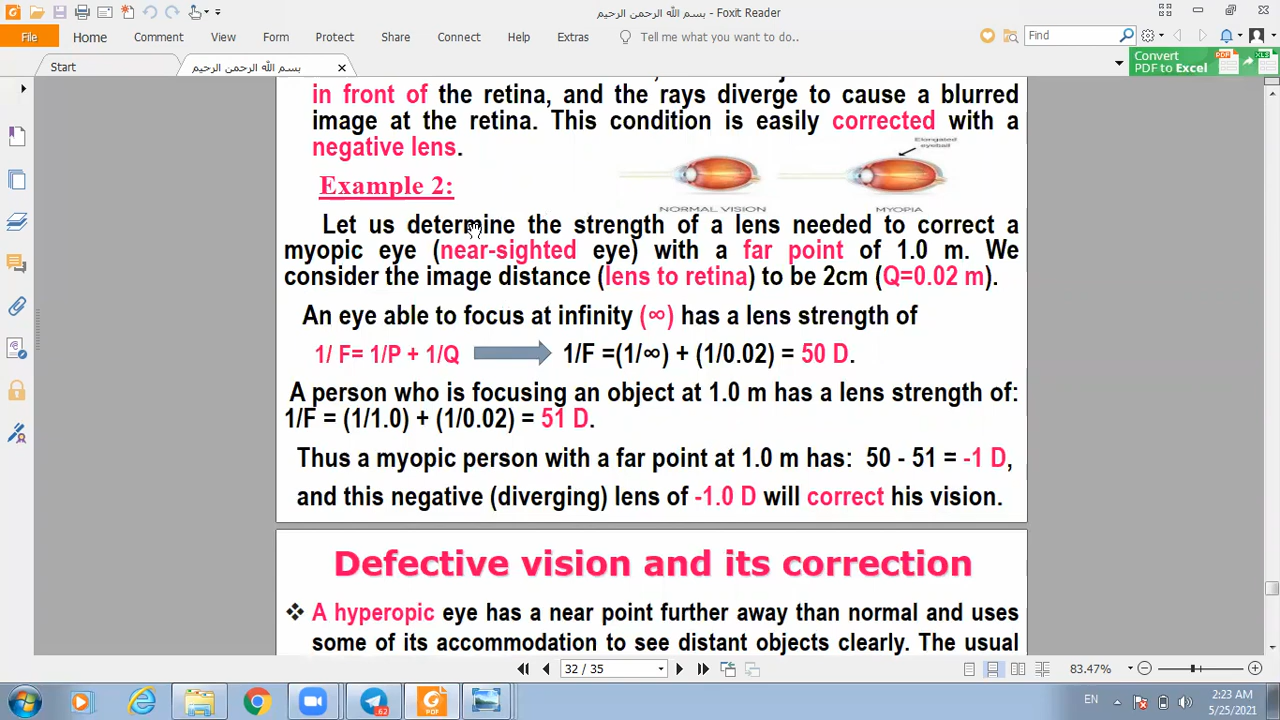 بسم الله الرحمن الرحيم - Foxit Reader
File Home Comment View Form Protect Share Connect Help Extras Tell me what you want to do.. Find
Start بسم الله الرحمن الرحيم
Convert PDF to Excel
in front of the retina, and the rays diverge to cause a blurred
image at the retina. This condition is easily corrected with a
negative lens.
Elongated eyeball
NORMAL VISION MYOPIA
Example 2:
Let us determine the strength of a lens needed to correct a
myopic eye (near-sighted eye) with a far point of 1.0 m. We
consider the image distance (lens to retina) to be 2cm (Q=0.02 m).
An eye able to focus at infinity (∞) has a lens strength of
1/ F= 1/P + 1/Q 1/F =(1/∞) + (1/0.02) = 50 D.
A person who is focusing an object at 1.0 m has a lens strength of:
1/F = (1/1.0) + (1/0.02) = 51 D.
Thus a myopic person with a far point at 1.0 m has: 50 - 51 = -1 D,
and this negative (diverging) lens of -1.0 D will correct his vision.
Defective vision and its correction
❖ A hyperopic eye has a near point further away than normal and uses
some of its accommodation to see distant objects clearly. The usual
32 / 35 83.47%
62 PDF EN 2:23 AM
5/25/2021